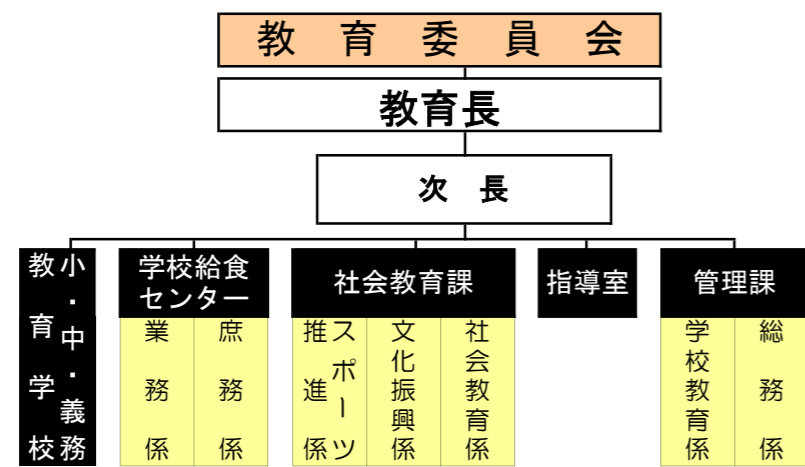 教育委員会
教育長
次長
小・中・義務
教育学校
学校給食
センター
社会教育課
指導室
管理課
業務係
庶務係
スポーツ
推進係
文化振興係
社会教育係
学校教育係
総務係